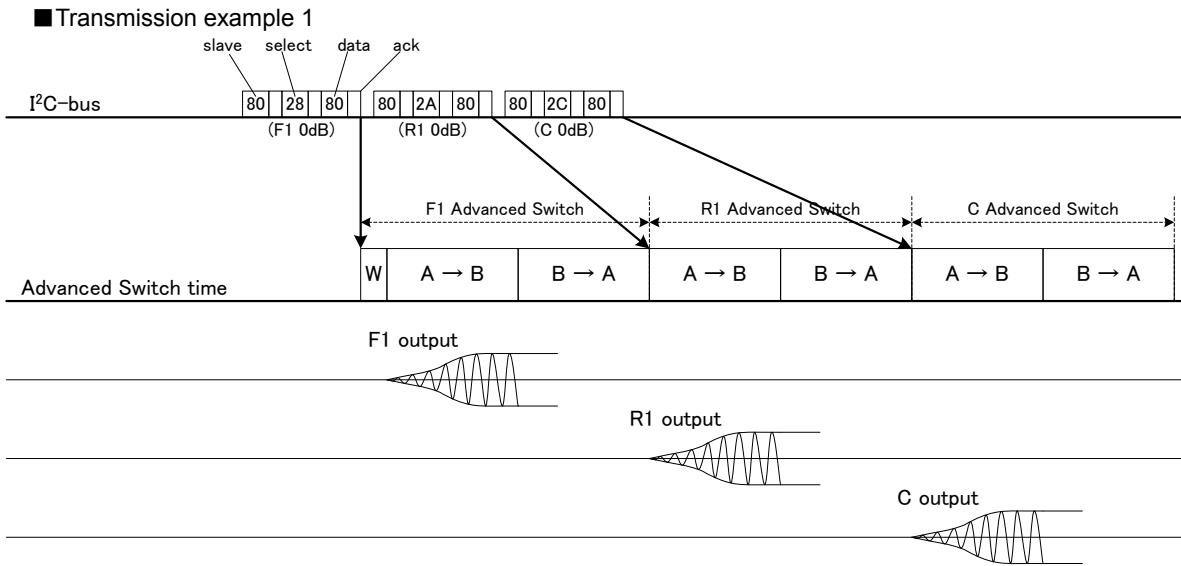 ■Transmission example 1
slave select data ack
I²C-bus
80 28 80 80 2A 80 80 2C 80
(F1 0dB) (R1 0dB) (C 0dB)
F1 Advanced Switch R1 Advanced Switch C Advanced Switch
W A → B B → A A → B B → A A → B B → A
Advanced Switch time
F1 output
R1 output
C output